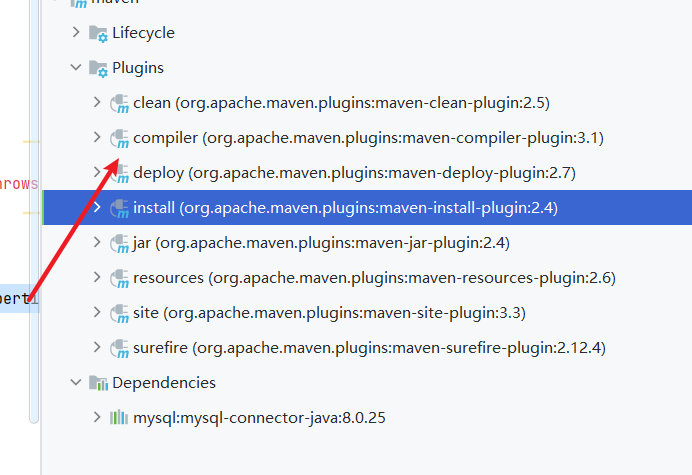 maven
Lifecycle
Plugins
clean (org.apache.maven.plugins:maven-clean-plugin:2.5)
compiler (org.apache.maven.plugins:maven-compiler-plugin:3.1)
deploy (org.apache.maven.plugins:maven-deploy-plugin:2.7)
rows
install (org.apache.maven.plugins:maven-install-plugin:2.4)
jar (org.apache.maven.plugins:maven-jar-plugin:2.4)
resources (org.apache.maven.plugins:maven-resources-plugin:2.6)
perti
site (org.apache.maven.plugins:maven-site-plugin:3.3)
surefire (org.apache.maven.plugins:maven-surefire-plugin:2.12.4)
Dependencies
mysql:mysql-connector-java:8.0.25